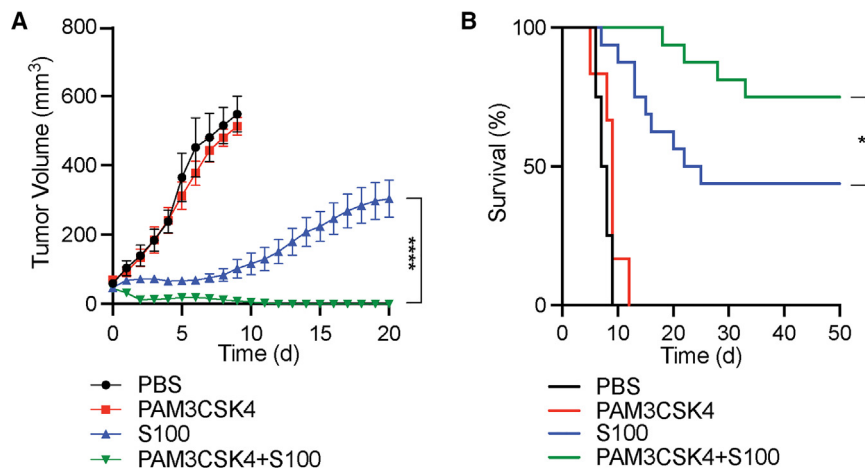 A
Tumor Volume (mm³)
800
600
400
200
0
0 5 10 15 20
Time (d)
****
PBS
PAM3CSK4
S100
PAM3CSK4+S100
B
Survival (%)
100
50
0
0 10 20 30 40 50
Time (d)
*
PBS
PAM3CSK4
S100
PAM3CSK4+S100